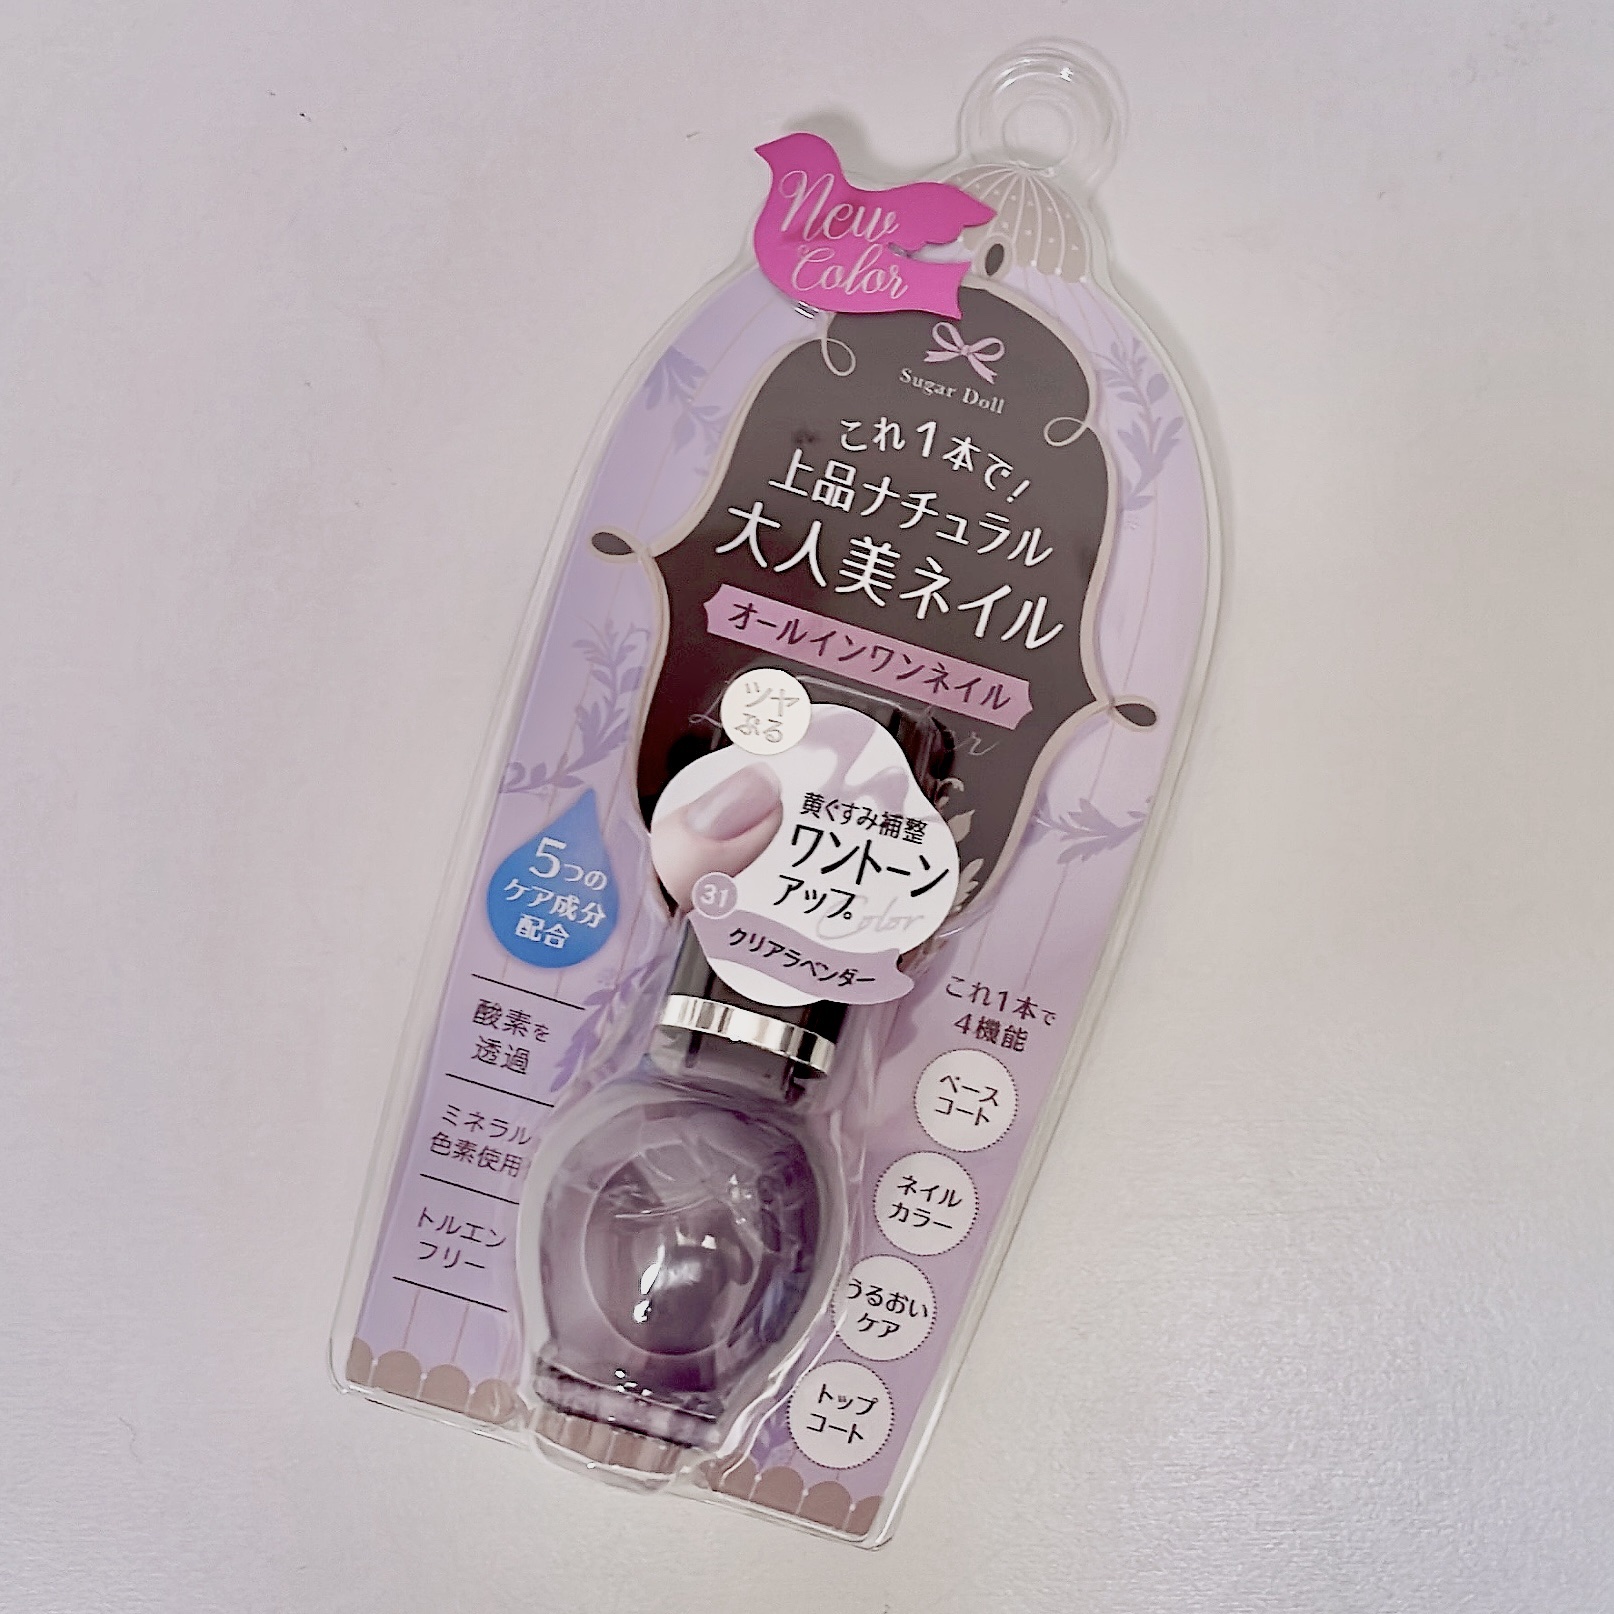 New
Color
Sugar Doll
これ1本で!
上品ナチュラル
大人美ネイル
オールインワンネイル
ツヤ
ぷる
黄ぐすみ補整
ワントーン
アップ。
Color
31
クリアラベンダー
5つの
ケア成分
配合
酸素を
透過
ミネラル
色素使用
トルエン
フリー
これ1本で
4機能
ベース
コート
ネイル
カラー
うるおい
ケア
トップ
コート